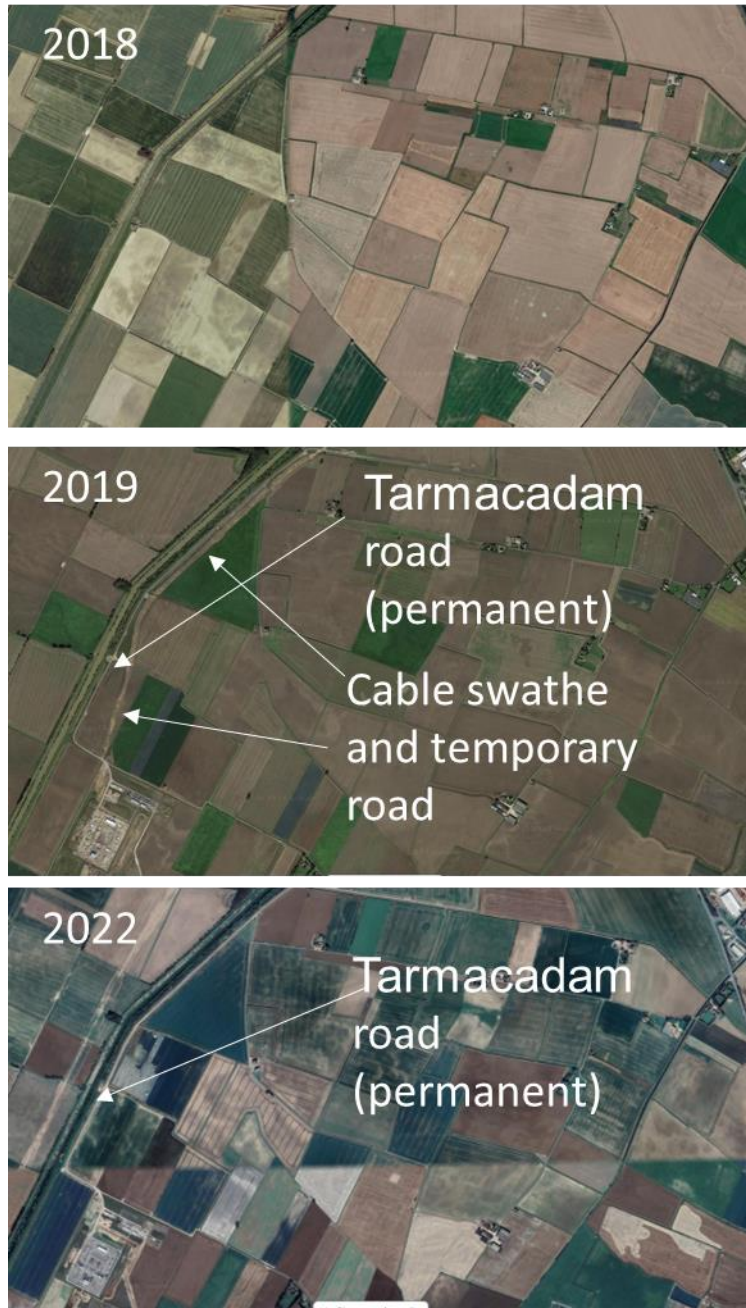 2018
2019
Tarmacadam
road
(permanent)
Cable swathe
and temporary
road
2022
Tarmacadam
road
(permanent)